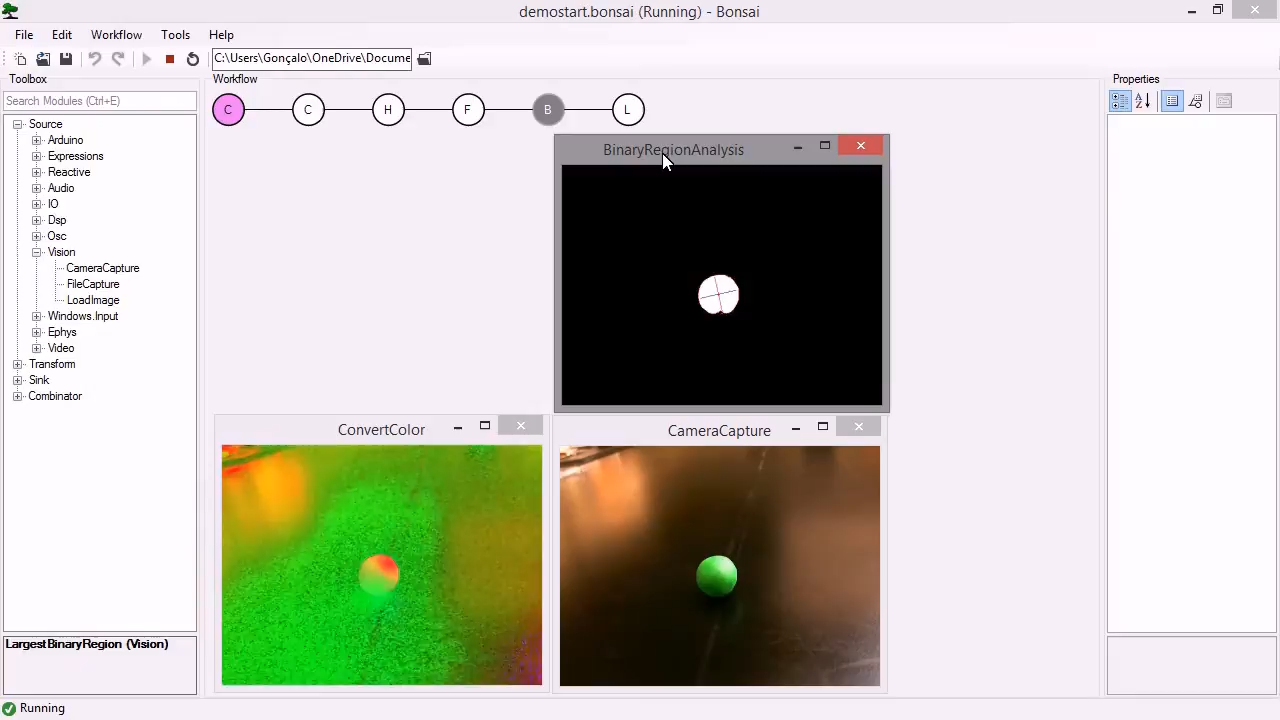 demostart.bonsai (Running) - Bonsai
File Edit Workflow Tools Help
C:\Users\Gonçalo\OneDrive\Docume
Toolbox
Search Modules (Ctrl+E)
Source
Arduino
Expressions
Reactive
Audio
IO
Dsp
Osc
Vision
CameraCapture
FileCapture
LoadImage
Windows.Input
Ephys
Video
Transform
Sink
Combinator
LargestBinaryRegion (Vision)
Workflow
C C H F B L
BinaryRegionAnalysis
ConvertColor
CameraCapture
Properties
Running